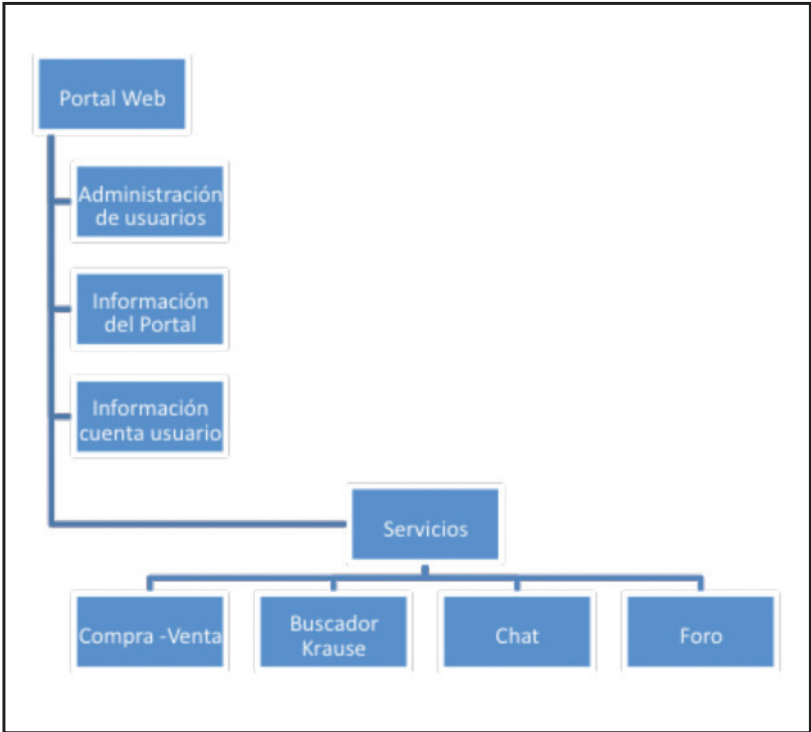 Portal Web
Administración
de usuarios
Información
del Portal
Información
cuenta usuario
Servicios
Compra -Venta
Buscador
Krause
Chat
Foro